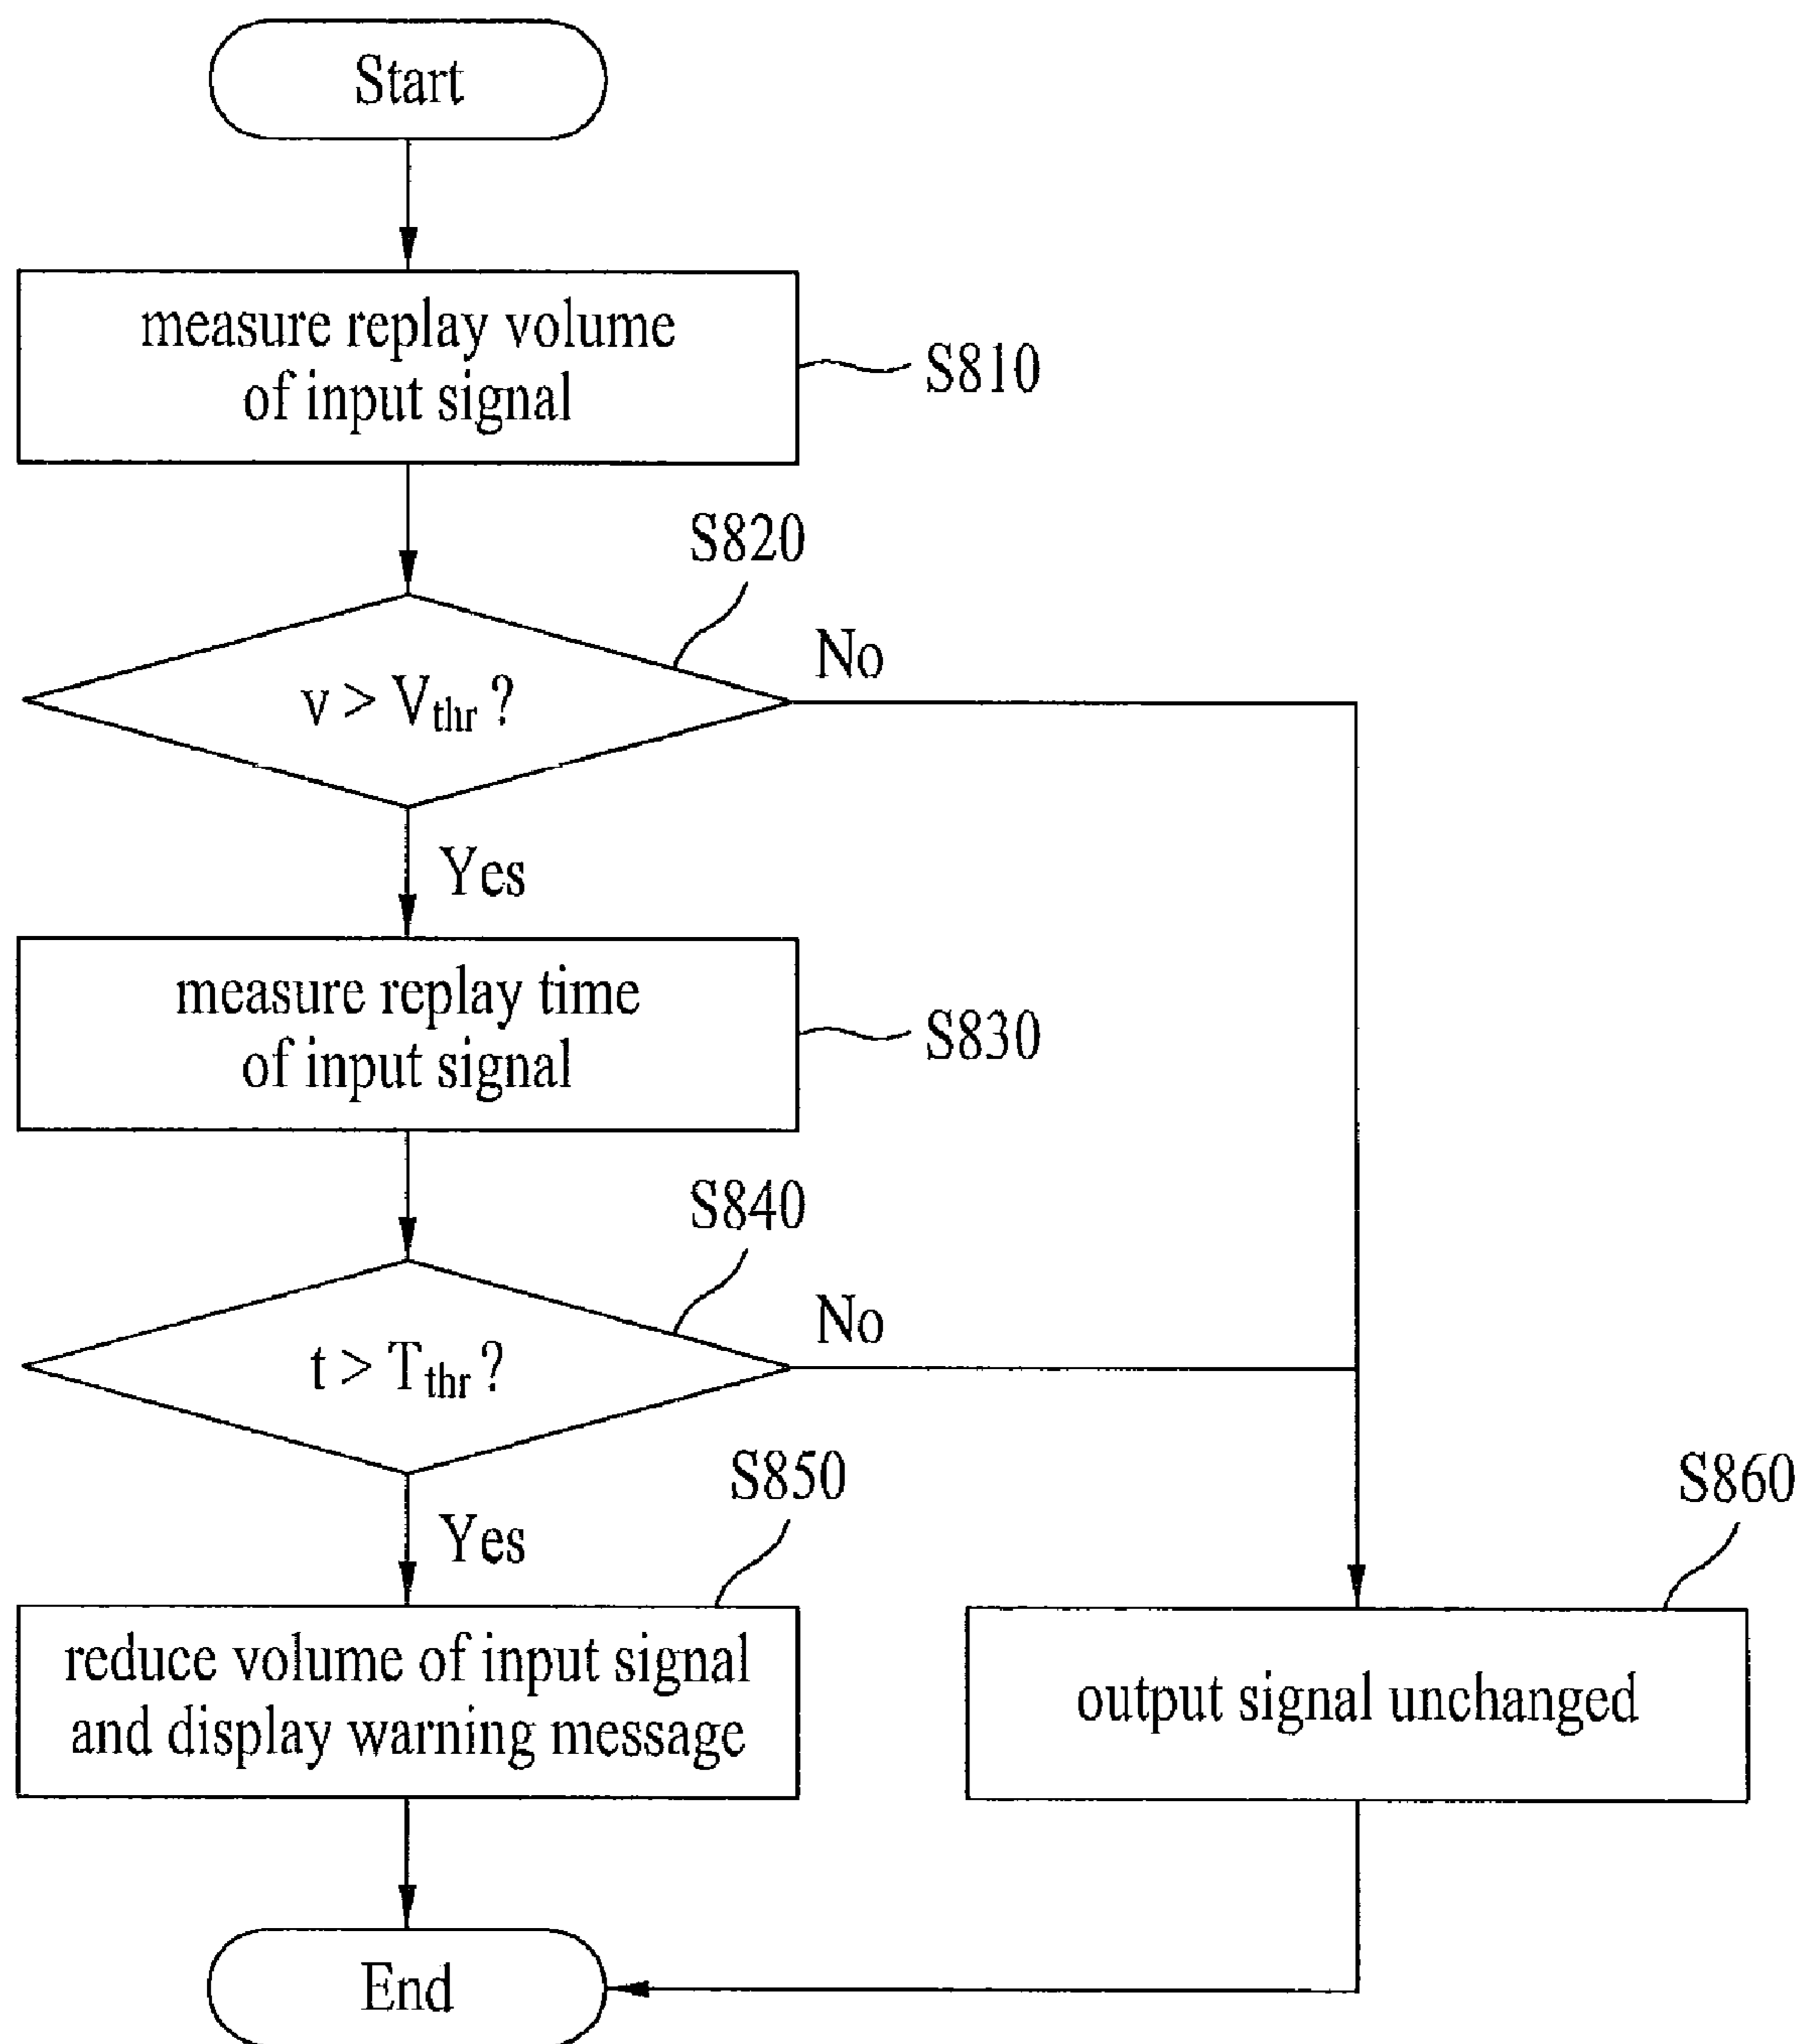 Start
measure replay volume
of input signal
S810
S820
v > Vthr ?
No
Yes
measure replay time
of input signal
S830
S840
t > Tthr ?
No
Yes
S850
S860
reduce volume of input signal
and display warning message
output signal unchanged
End